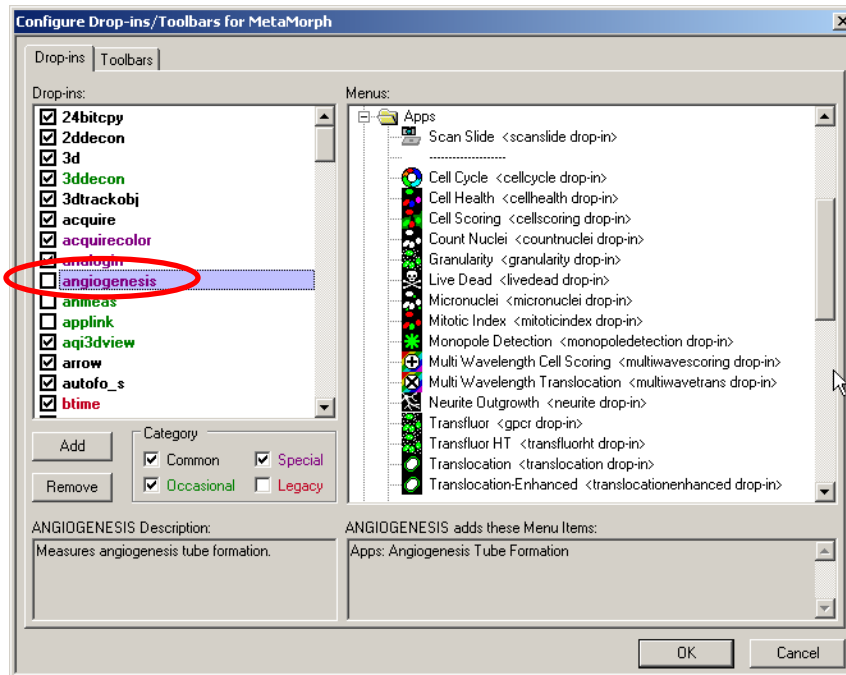 Configure Drop-ins/Toolbars for MetaMorph
Drop-ins
Toolbars
Drop-ins:
24bitcpy
2ddecon
3d
3ddecon
3dtrackobj
acquire
acquirecolor
analogin
angiogenesis
anmeas
applink
aqi3dview
arrow
autofo_s
btime
Add
Remove
Category
Common
Special
Occasional
Legacy
Menus:
Apps
Scan Slide <scanslide drop-in>
-------------------
Cell Cycle <cellcycle drop-in>
Cell Health <cellhealth drop-in>
Cell Scoring <cellscoring drop-in>
Count Nuclei <countnuclei drop-in>
Granularity <granularity drop-in>
Live Dead <livedead drop-in>
Micronuclei <micronuclei drop-in>
Mitotic Index <mitoticindex drop-in>
Monopole Detection <monopoledetection drop-in>
Multi Wavelength Cell Scoring <multiwavescoring drop-in>
Multi Wavelength Translocation <multiwavetrans drop-in>
Neurite Outgrowth <neurite drop-in>
Transfluor <gpcr drop-in>
Transfluor HT <transfluorht drop-in>
Translocation <translocation drop-in>
Translocation-Enhanced <translocationenhanced drop-in>
ANGIOGENESIS Description:
Measures angiogenesis tube formation.
ANGIOGENESIS adds these Menu Items:
Apps: Angiogenesis Tube Formation
OK
Cancel